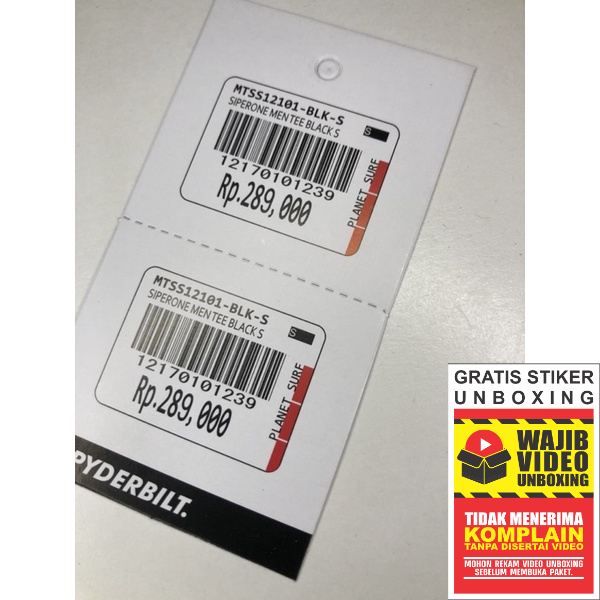 MTSS12101-BLK-S
SIPERONE MEN TEE BLACK S
S
12170101239
Rp.289,000
PLANET SURF
MTSS12101-BLK-S
SIPERONE MEN TEE BLACK S
S
12170101239
Rp.289,000
PLANET SURF
RYDERBILT.
GRATIS STIKER
UNBOXING
WAJIB
VIDEO
UNBOXING
TIDAK MENERIMA
KOMPLAIN
TANPA DISERTAI VIDEO
MOHON REKAM VIDEO UNBOXING
SEBELUM MEMBUKA PAKET.